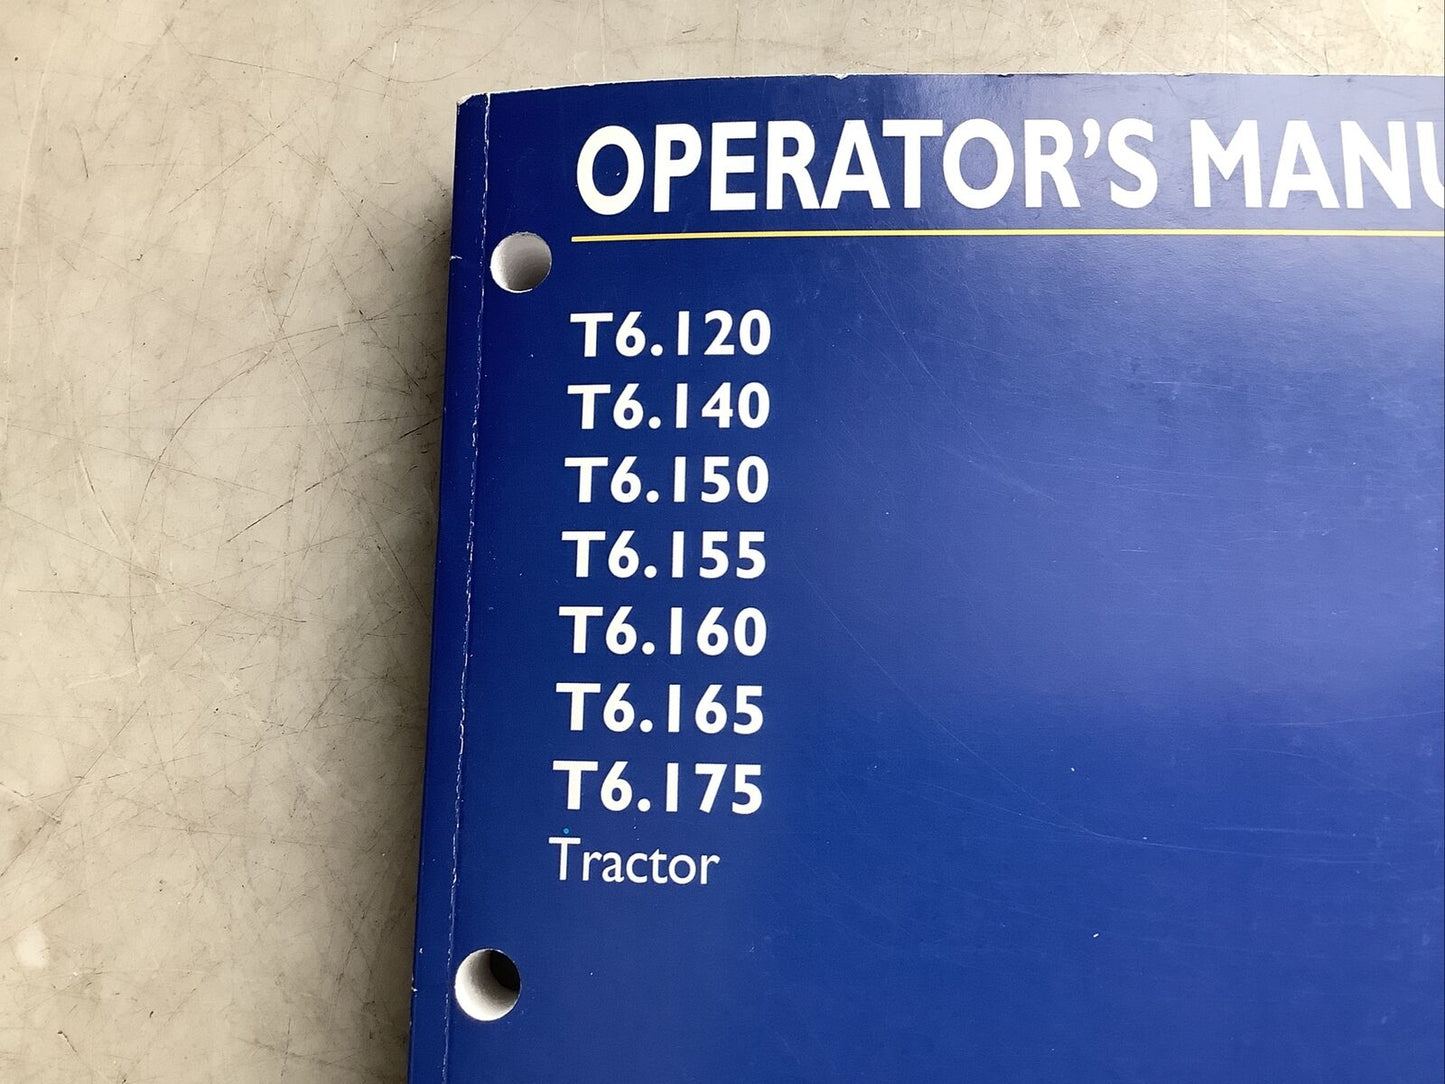 OPERATOR'S MANU
T6.120
T6.140
T6.150
T6.155
T6.160
T6.165
T6.175
Tractor